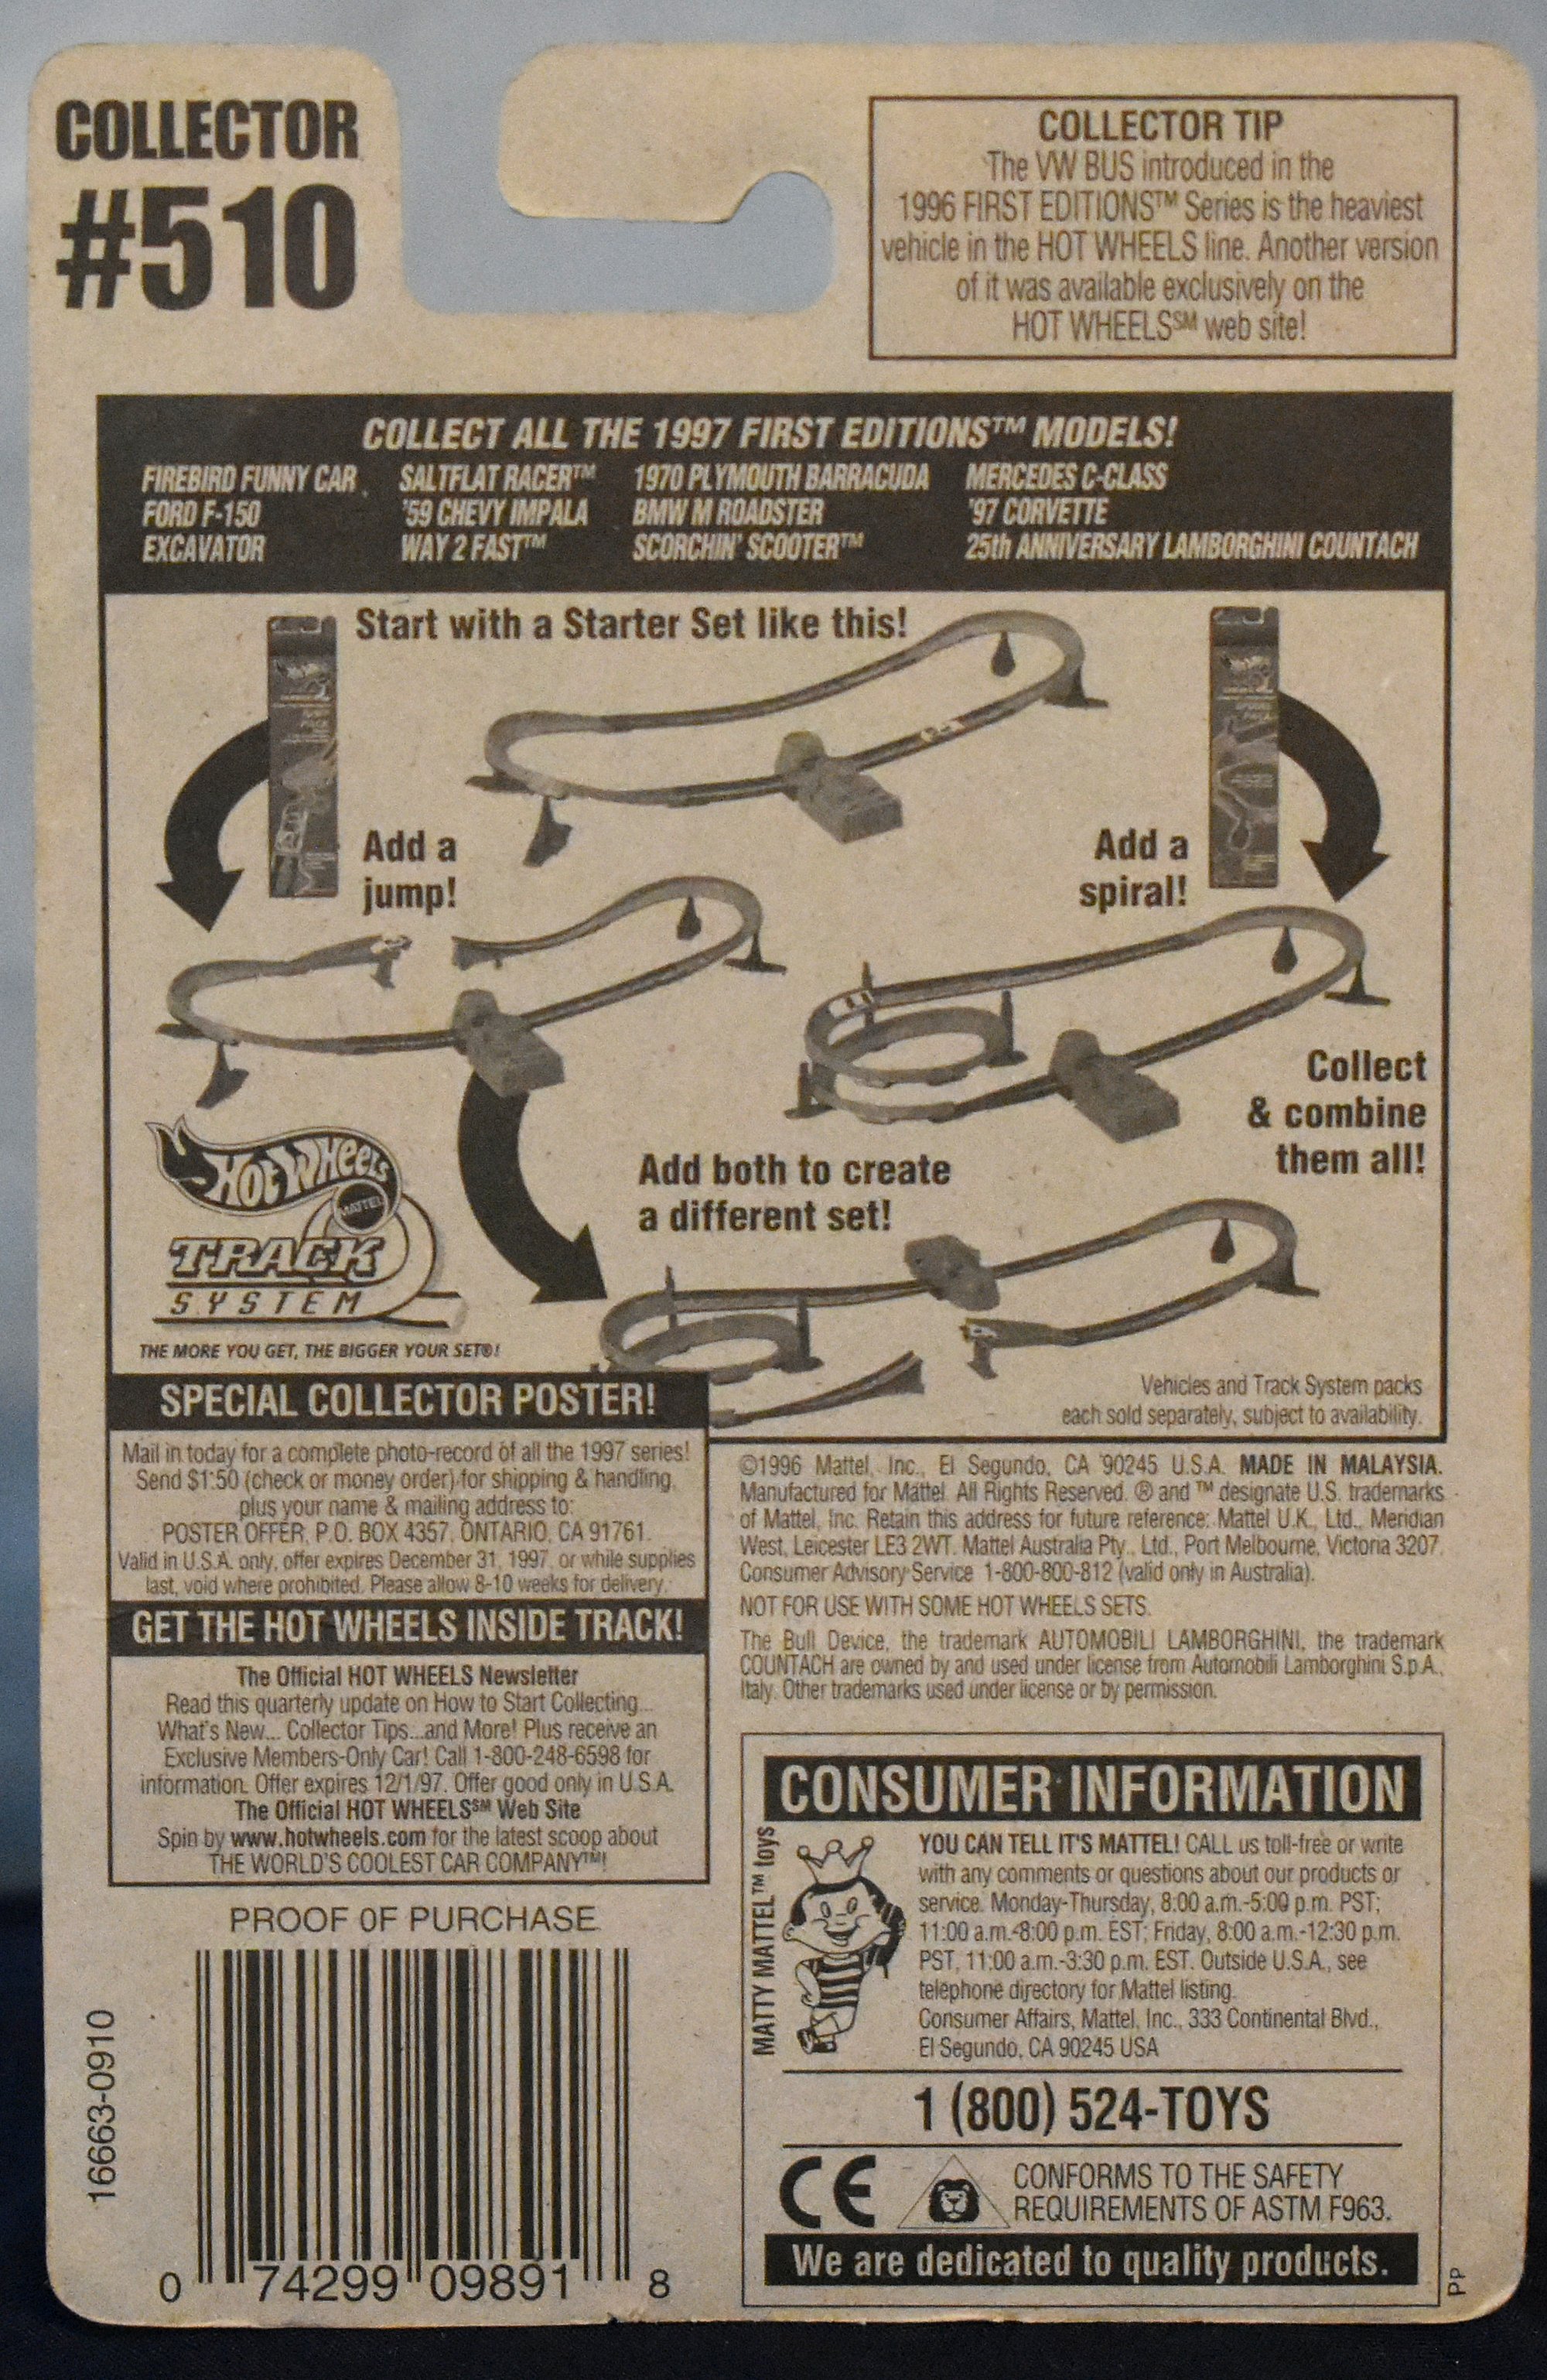 COLLECTOR
#510
COLLECTOR TIP
The VW BUS introduced in the
1996 FIRST EDITIONS™ Series is the heaviest
vehicle in the HOT WHEELS line. Another version
of it was available exclusively on the
HOT WHEELS℠ web site!
COLLECT ALL THE 1997 FIRST EDITIONS™ MODELS!
FIREBIRD FUNNY CAR SALTFLAT RACER™ 1970 PLYMOUTH BARRACUDA MERCEDES C-CLASS
FORD F-150 '59 CHEVY IMPALA BMW M ROADSTER '97 CORVETTE
EXCAVATOR WAY 2 FAST™ SCORCHIN' SCOOTER™ 25th ANNIVERSARY LAMBORGHINI COUNTACH
Start with a Starter Set like this!
Add a
jump!
Add a
spiral!
Collect
& combine
them all!
Add both to create
a different set!
HOT WHEELS
MATTEL
TRACK
SYSTEM
THE MORE YOU GET, THE BIGGER YOUR SET®!
Vehicles and Track System packs
each sold separately, subject to availability.
SPECIAL COLLECTOR POSTER!
Mail in today for a complete photo-record of all the 1997 series!
Send $1.50 (check or money order) for shipping & handling,
plus your name & mailing address to:
POSTER OFFER, P.O. BOX 4357, ONTARIO, CA 91761.
Valid in U.S.A. only, offer expires December 31, 1997, or while supplies
last, void where prohibited. Please allow 8-10 weeks for delivery.
GET THE HOT WHEELS INSIDE TRACK!
The Official HOT WHEELS Newsletter
Read this quarterly update on How to Start Collecting...
What's New... Collector Tips...and More! Plus receive an
Exclusive Members-Only Car! Call 1-800-248-6598 for
information. Offer expires 12/1/97. Offer good only in U.S.A.
The Official HOT WHEELS℠ Web Site
Spin by www.hotwheels.com for the latest scoop about
THE WORLD'S COOLEST CAR COMPANY™!
©1996 Mattel, Inc., El Segundo, CA 90245 U.S.A. MADE IN MALAYSIA.
Manufactured for Mattel. All Rights Reserved. ® and ™ designate U.S. trademarks
of Mattel, Inc. Retain this address for future reference: Mattel U.K., Ltd., Meridian
West, Leicester LE3 2WT. Mattel Australia Pty., Ltd., Port Melbourne, Victoria 3207.
Consumer Advisory Service 1-800-800-812 (valid only in Australia).
NOT FOR USE WITH SOME HOT WHEELS SETS.
The Bull Device, the trademark AUTOMOBILI LAMBORGHINI, the trademark
COUNTACH are owned by and used under license from Automobili Lamborghini S.p.A.,
Italy. Other trademarks used under license or by permission.
PROOF OF PURCHASE
16663-0910
0 74299 09891 8
CONSUMER INFORMATION
MATTY MATTEL™ toys
YOU CAN TELL IT'S MATTEL! CALL us toll-free or write
with any comments or questions about our products or
service. Monday-Thursday, 8:00 a.m.-5:00 p.m. PST;
11:00 a.m.-8:00 p.m. EST; Friday, 8:00 a.m.-12:30 p.m.
PST, 11:00 a.m.-3:30 p.m. EST. Outside U.S.A., see
telephone directory for Mattel listing.
Consumer Affairs, Mattel, Inc., 333 Continental Blvd.,
El Segundo, CA 90245 USA
1 (800) 524-TOYS
CE
CONFORMS TO THE SAFETY
REQUIREMENTS OF ASTM F963.
We are dedicated to quality products.
PP